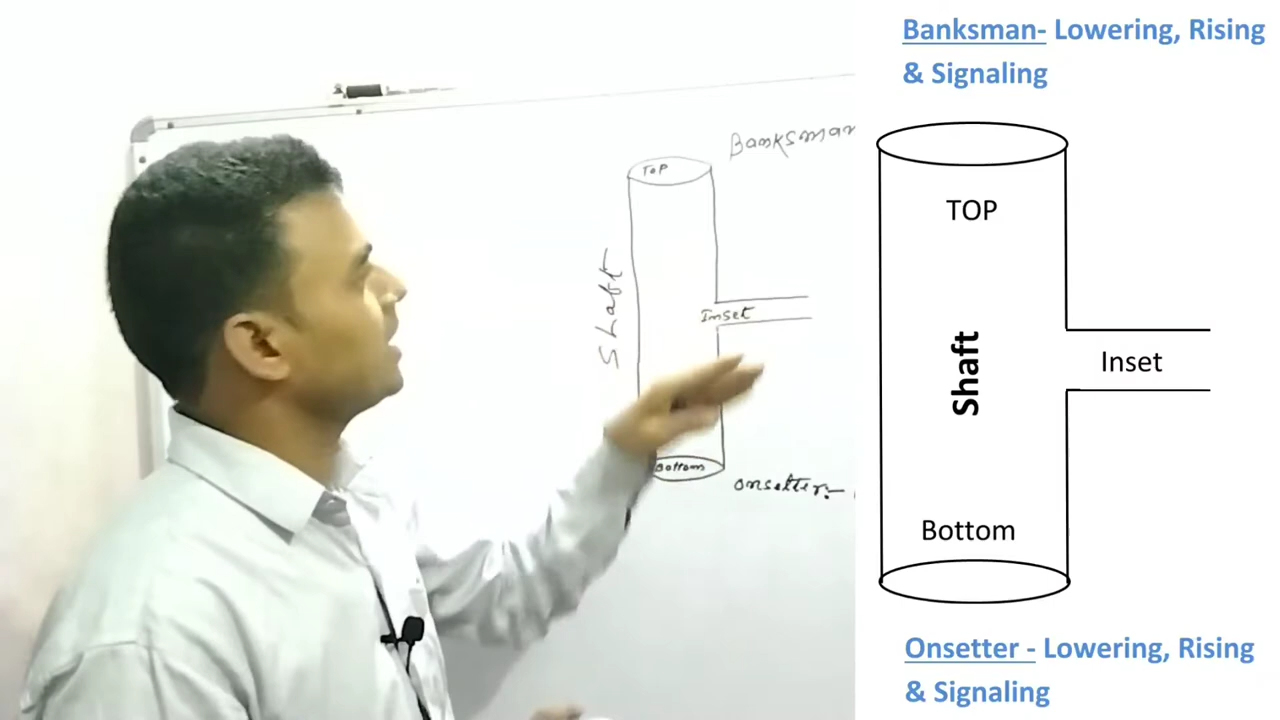 Banksman
TOP
Shaft
Inset
Bottom
onsetter:-
Banksman- Lowering, Rising
& Signaling
TOP
Shaft
Inset
Bottom
Onsetter - Lowering, Rising
& Signaling